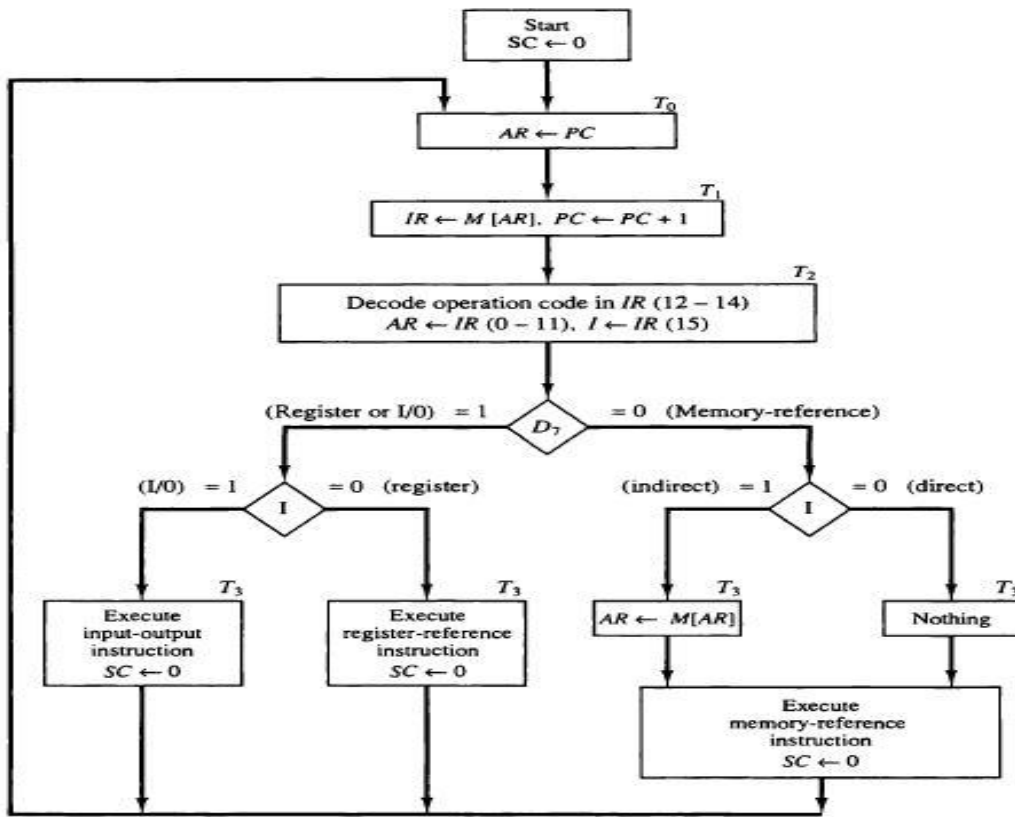 Start
SC ← 0
T₀
AR ← PC
T₁
IR ← M [AR], PC ← PC + 1
T₂
Decode operation code in IR (12 – 14)
AR ← IR (0 – 11), I ← IR (15)
(Register or I/0) = 1
D₇
= 0 (Memory-reference)
(I/0) = 1
I
= 0 (register)
(indirect) = 1
I
= 0 (direct)
T₃
Execute
input-output
instruction
SC ← 0
T₃
Execute
register-reference
instruction
SC ← 0
T₃
AR ← M[AR]
T₃
Nothing
Execute
memory-reference
instruction
SC ← 0